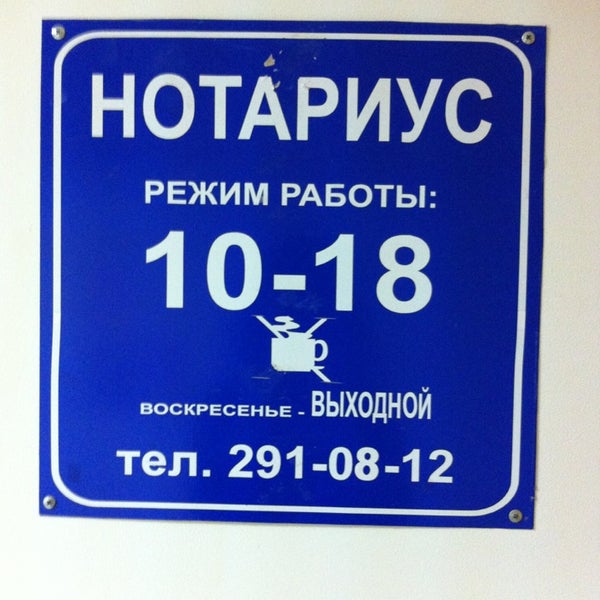 НОТАРИУС
РЕЖИМ РАБОТЫ:
10-18
ВОСКРЕСЕНЬЕ - ВЫХОДНОЙ
тел. 291-08-12